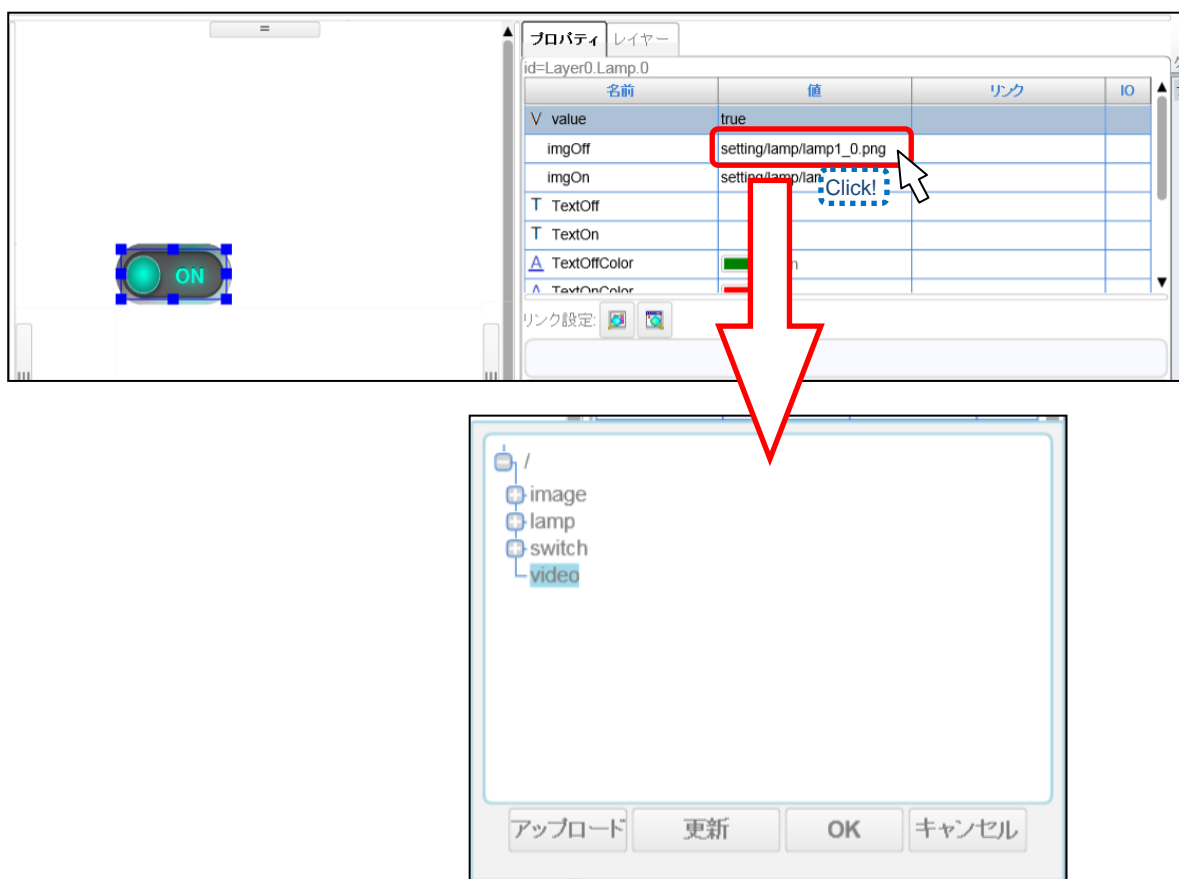 プロパティ レイヤー
id=Layer0.Lamp.0
名前 値 リンク IO
V value true
imgOff setting/lamp/lamp1_0.png
imgOn setting/lamp/lan
Click!
T TextOff
T TextOn
A TextOffColor
A TextOnColor
ON
リンク設定:
/
image
lamp
switch
video
アップロード 更新 OK キャンセル